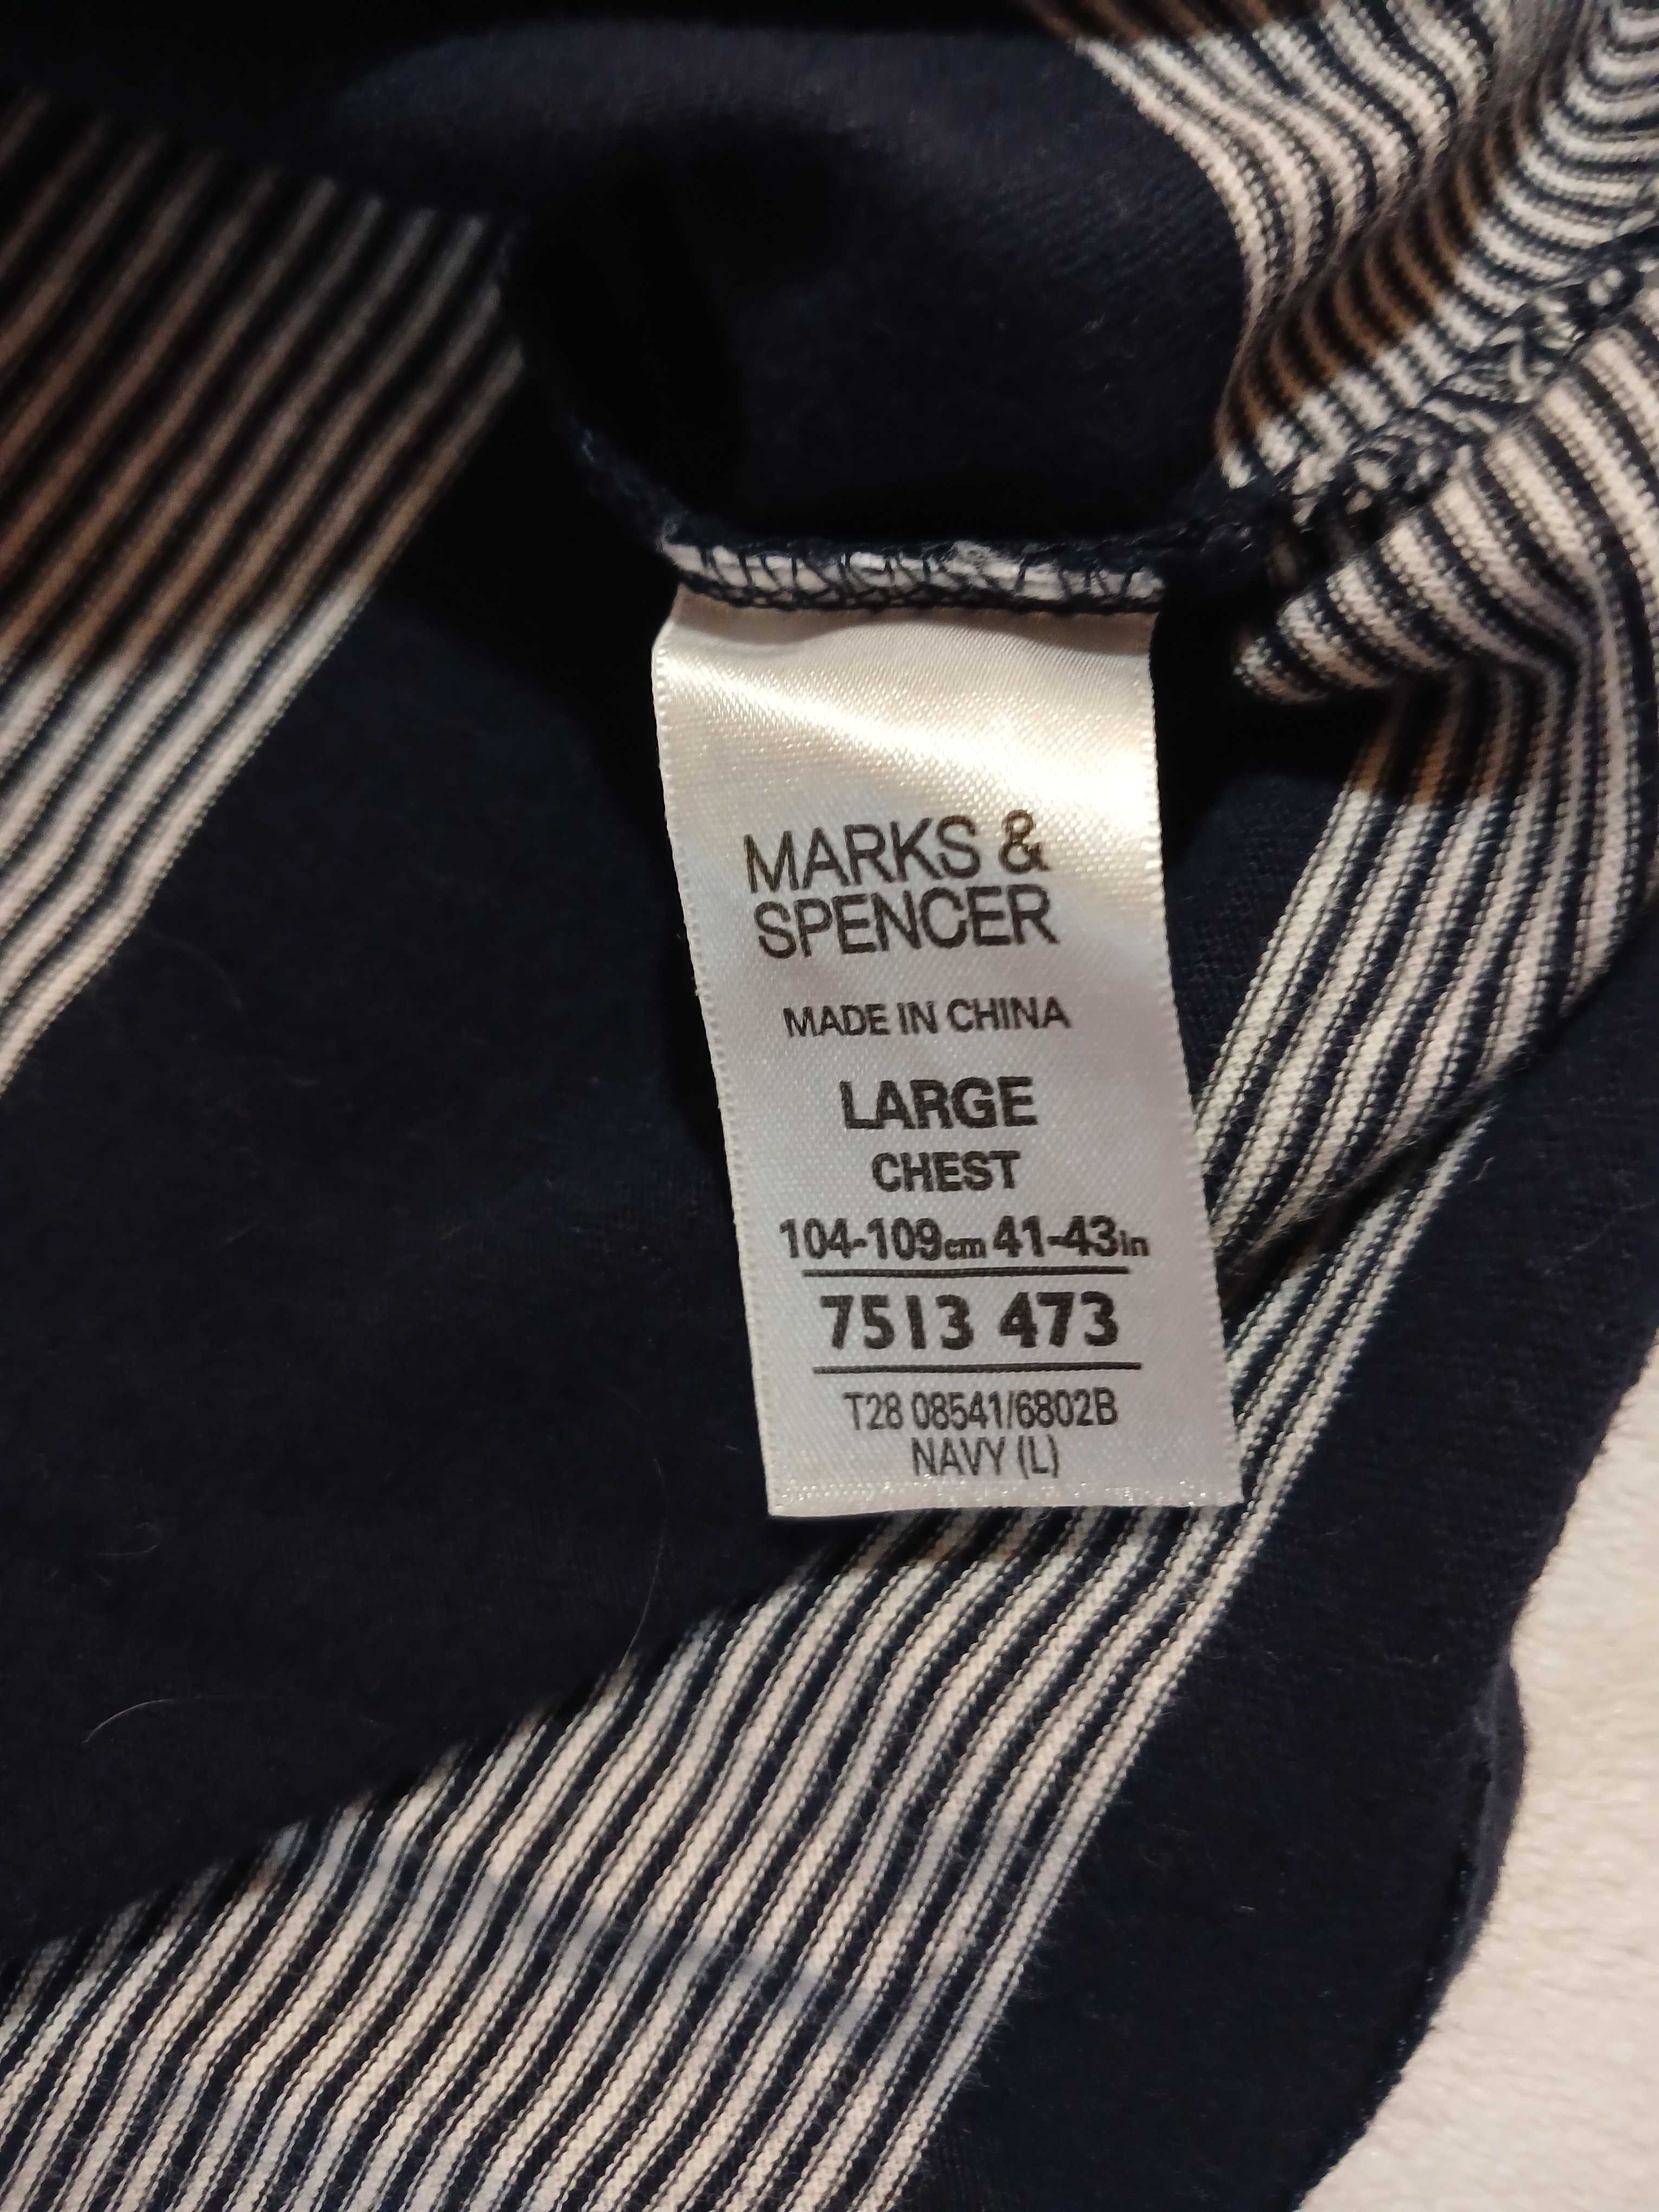 MARKS &
SPENCER
MADE IN CHINA
LARGE
CHEST
104-109cm 41-43in
7513 473
T28 08541/6802B
NAVY (L)